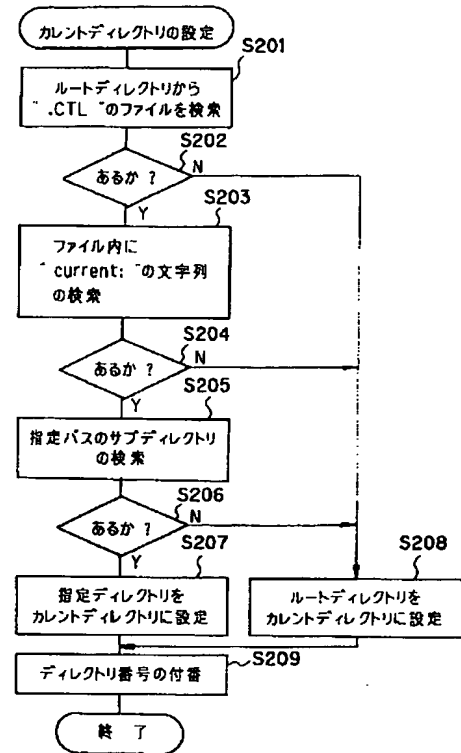 カレントディレクトリの設定
S201
ルートディレクトリから
" .CTL "のファイルを検索
S202
あるか ?
N
Y
S203
ファイル内に
" current: "の文字列
の検索
S204
あるか ?
N
Y
S205
指定パスのサブディレクトリ
の検索
S206
あるか ?
N
Y
S207
指定ディレクトリを
カレントディレクトリに設定
S208
ルートディレクトリを
カレントディレクトリに設定
S209
ディレクトリ番号の付番
終 了